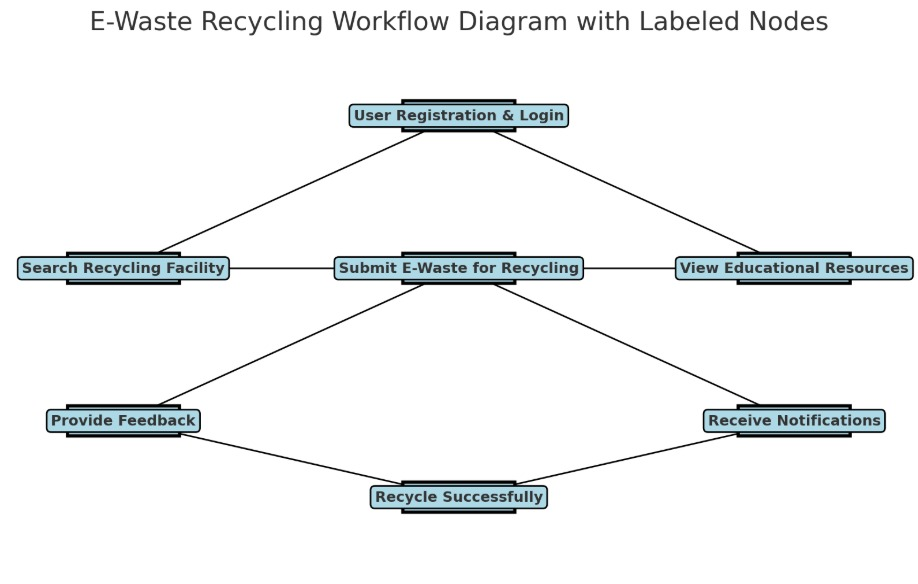 E-Waste Recycling Workflow Diagram with Labeled Nodes
User Registration & Login
Search Recycling Facility
Submit E-Waste for Recycling
View Educational Resources
Provide Feedback
Receive Notifications
Recycle Successfully